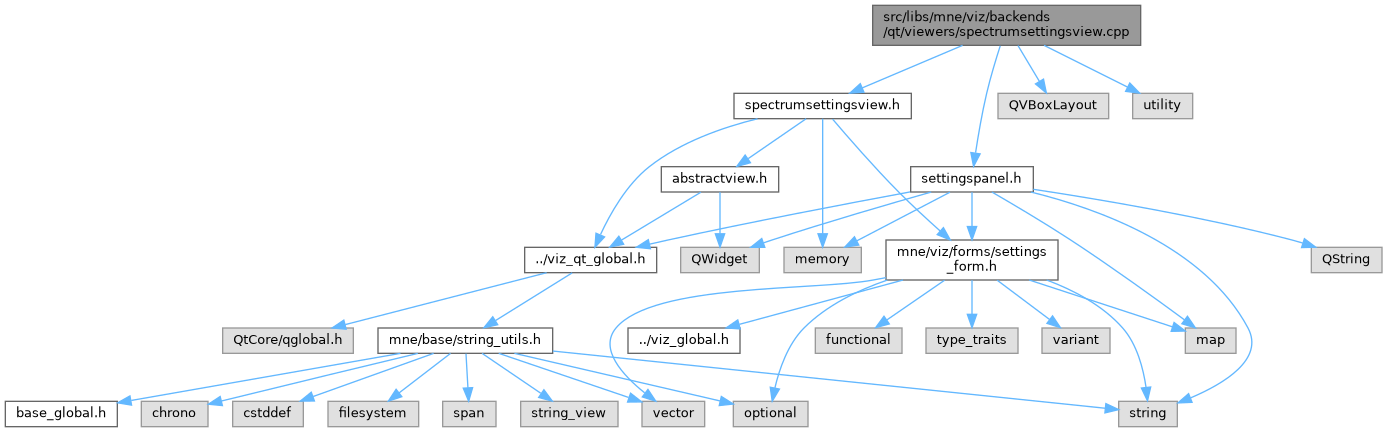 src/libs/mne/viz/backends
/qt/viewers/spectrumsettingsview.cpp
spectrumsettingsview.h
QVBoxLayout
utility
abstractview.h
settingspanel.h
../viz_qt_global.h
QWidget
memory
mne/viz/forms/settings
_form.h
QString
QtCore/qglobal.h
mne/base/string_utils.h
../viz_global.h
functional
type_traits
variant
map
base_global.h
chrono
cstddef
filesystem
span
string_view
vector
optional
string